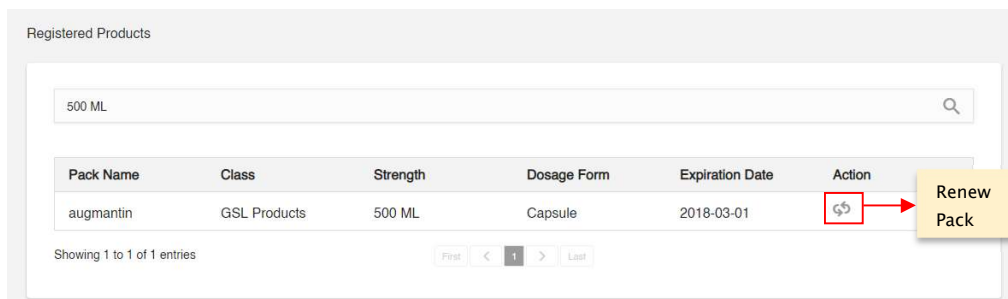 Registered Products
500 ML
Pack Name Class Strength Dosage Form Expiration Date Action
augmantin GSL Products 500 ML Capsule 2018-03-01
Renew
Pack
Showing 1 to 1 of 1 entries
First < 1 > Last